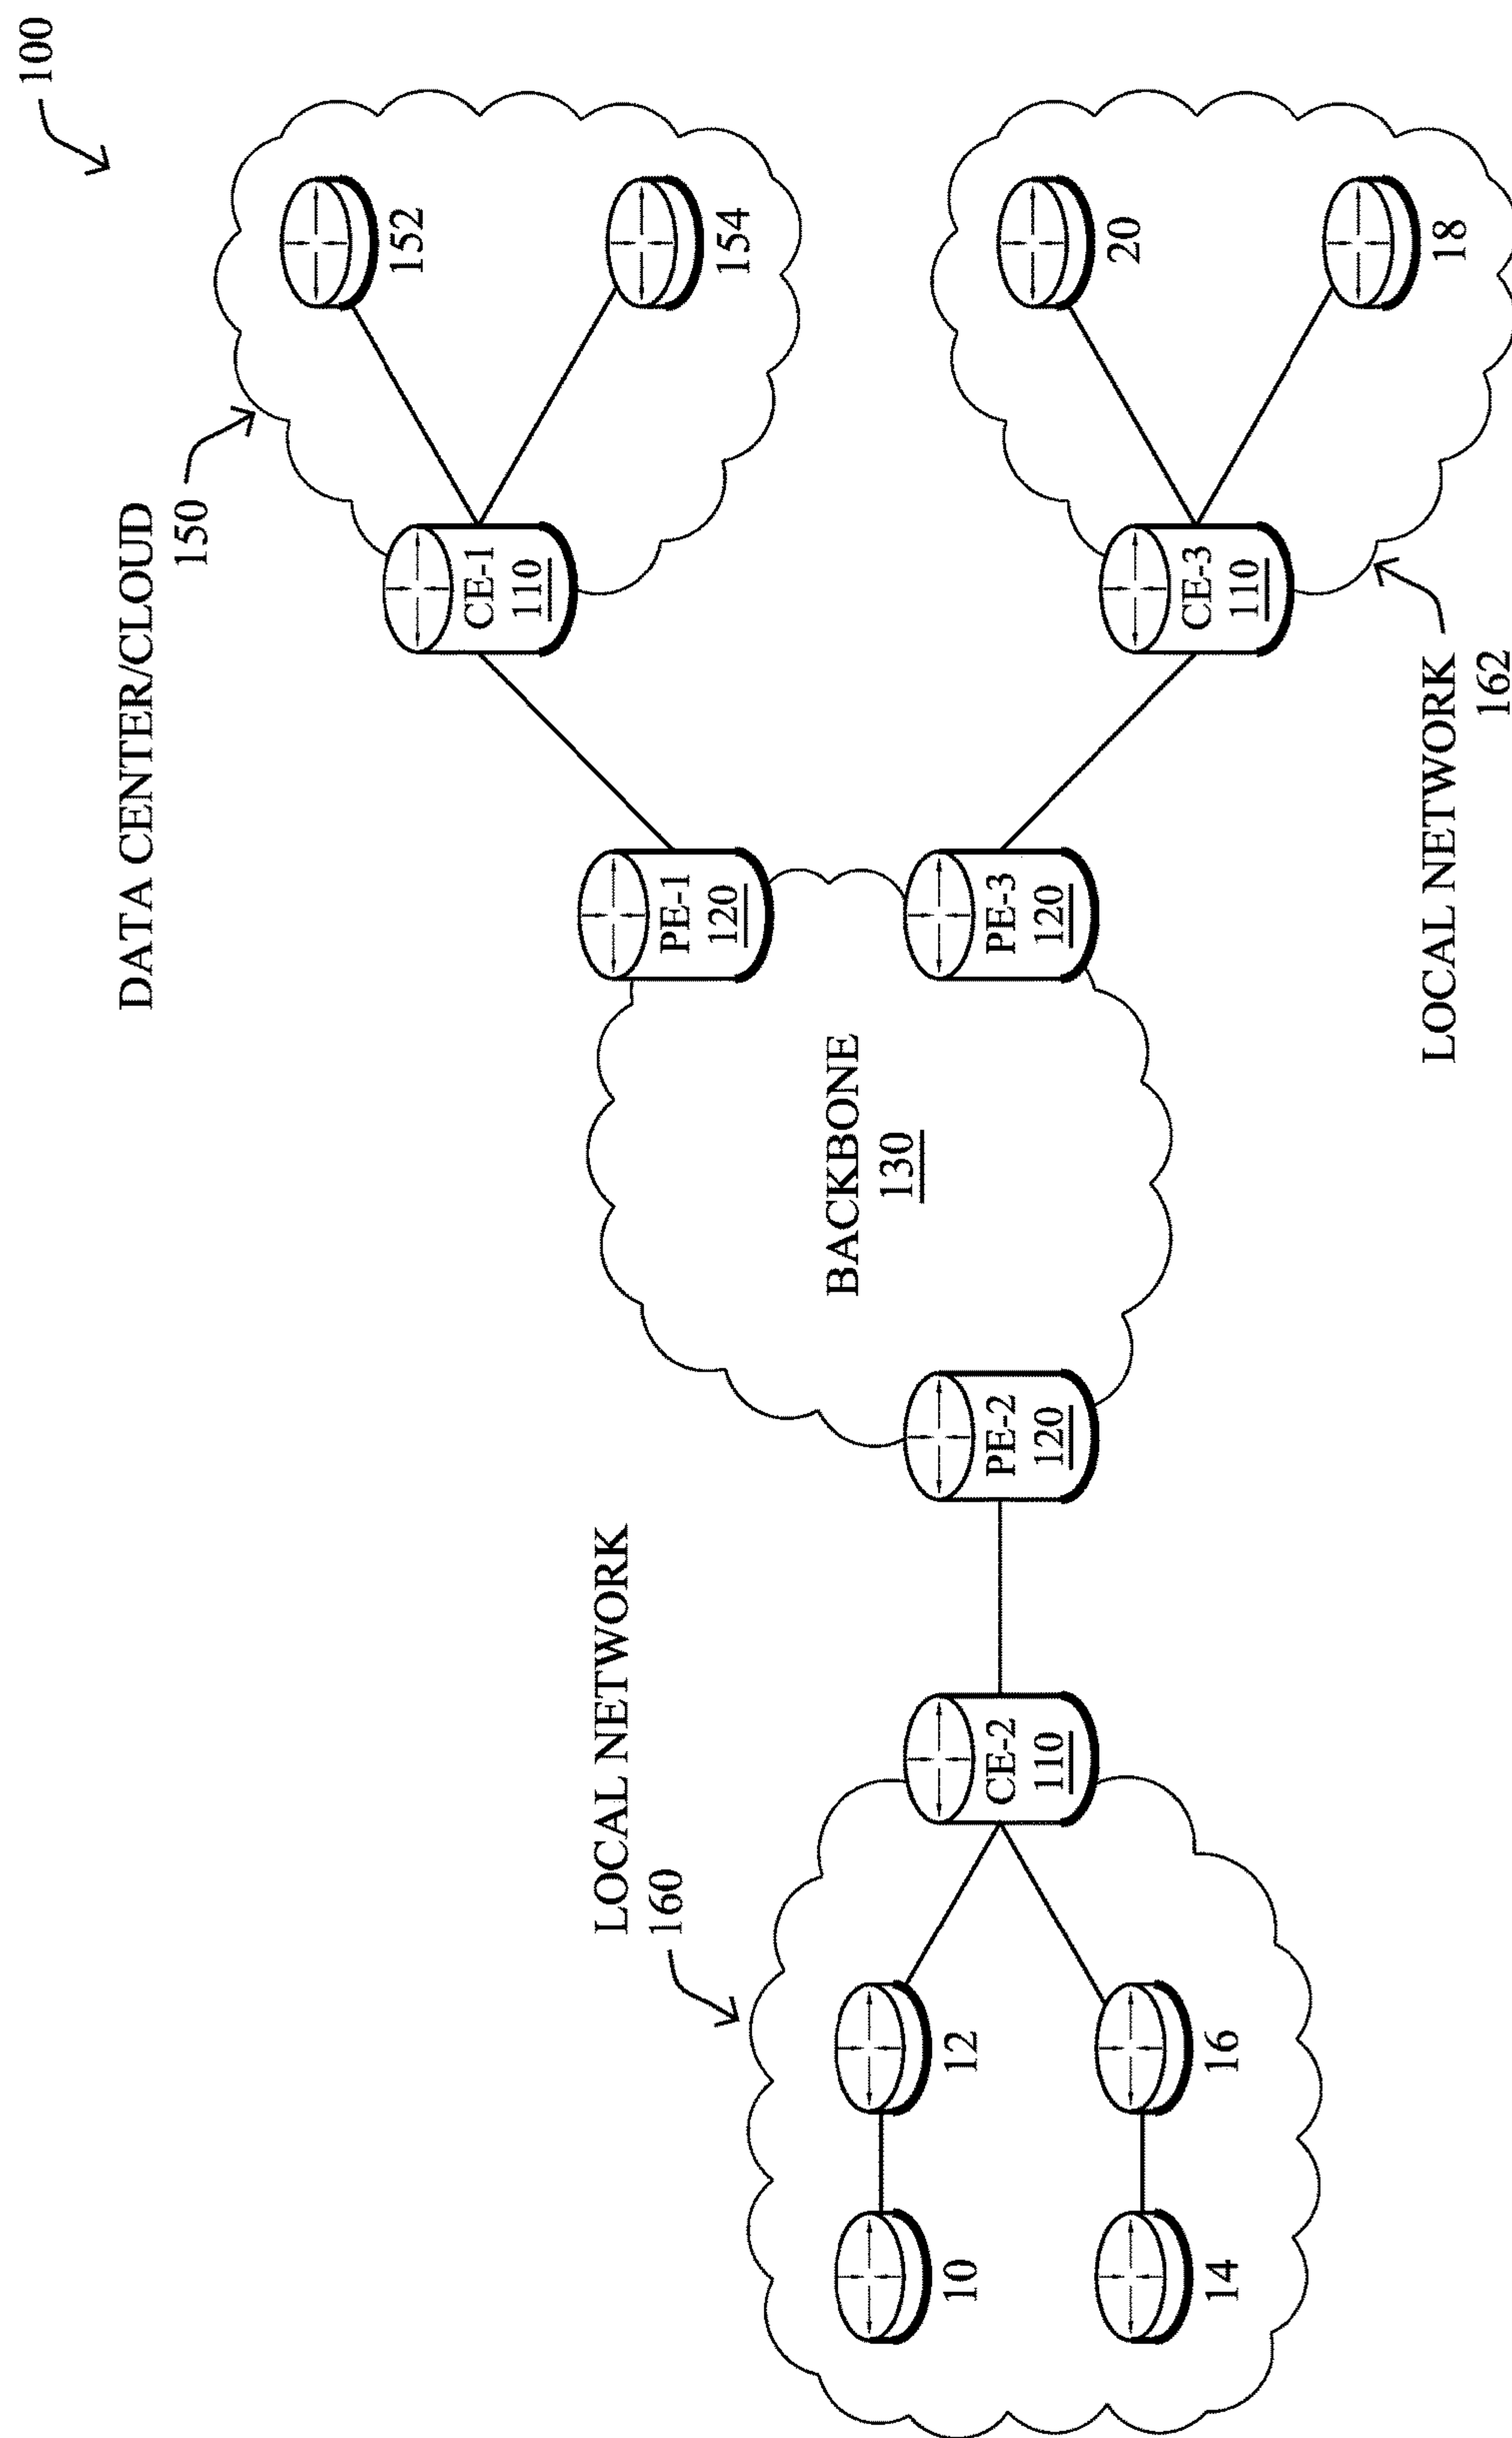 100
DATA CENTER/CLOUD
150
152
154
CE-1
110
PE-1
120
LOCAL NETWORK
160
BACKBONE
130
10
12
CE-2
110
PE-2
120
PE-3
120
CE-3
110
20
14
16
18
LOCAL NETWORK
162